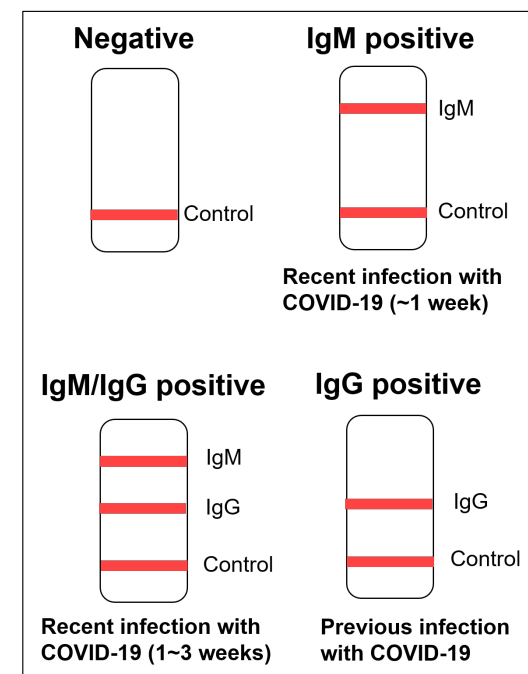 Negative
Control
IgM positive
IgM
Control
Recent infection with
COVID-19 (~1 week)
IgM/IgG positive
IgM
IgG
Control
Recent infection with
COVID-19 (1~3 weeks)
IgG positive
IgG
Control
Previous infection
with COVID-19